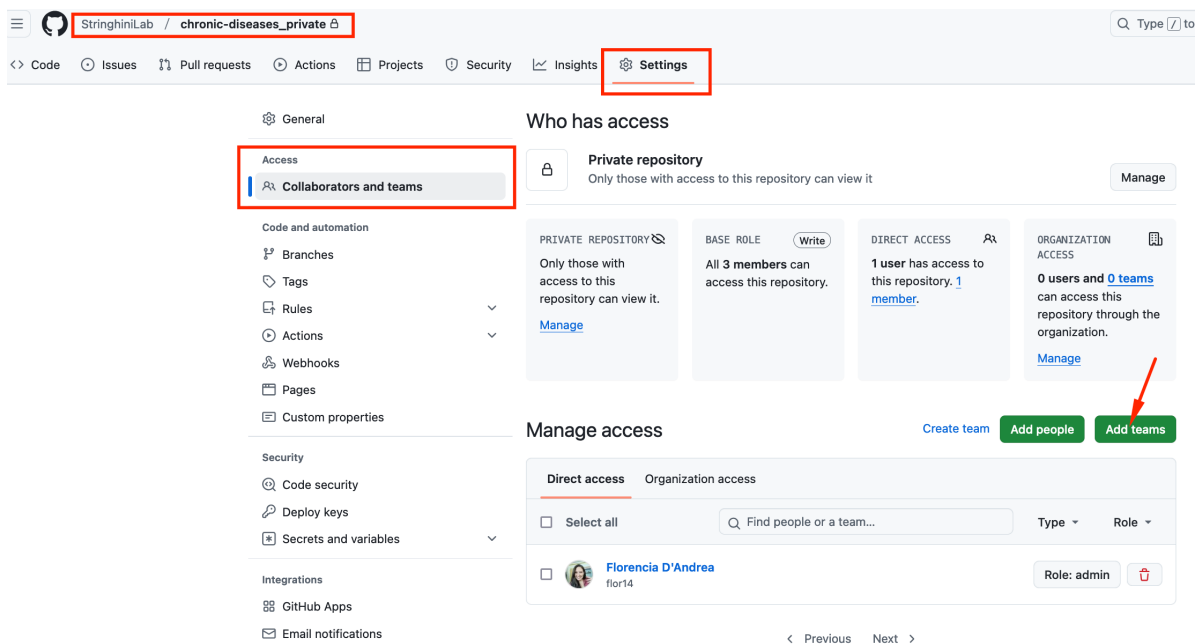 StringhiniLab / chronic-diseases_private
Type / to
Code Issues Pull requests Actions Projects Security Insights Settings
General
Access
Collaborators and teams
Code and automation
Branches
Tags
Rules
Actions
Webhooks
Pages
Custom properties
Security
Code security
Deploy keys
Secrets and variables
Integrations
GitHub Apps
Email notifications
Who has access
Private repository
Only those with access to this repository can view it
Manage
PRIVATE REPOSITORY
Only those with
access to this
repository can view it.
Manage
BASE ROLE Write
All 3 members can
access this repository.
DIRECT ACCESS
1 user has access to
this repository. 1
member.
ORGANIZATION
ACCESS
0 users and 0 teams
can access this
repository through the
organization.
Manage
Manage access
Create team Add people Add teams
Direct access Organization access
Select all Find people or a team... Type Role
Florencia D'Andrea
flor14
Role: admin
Previous Next